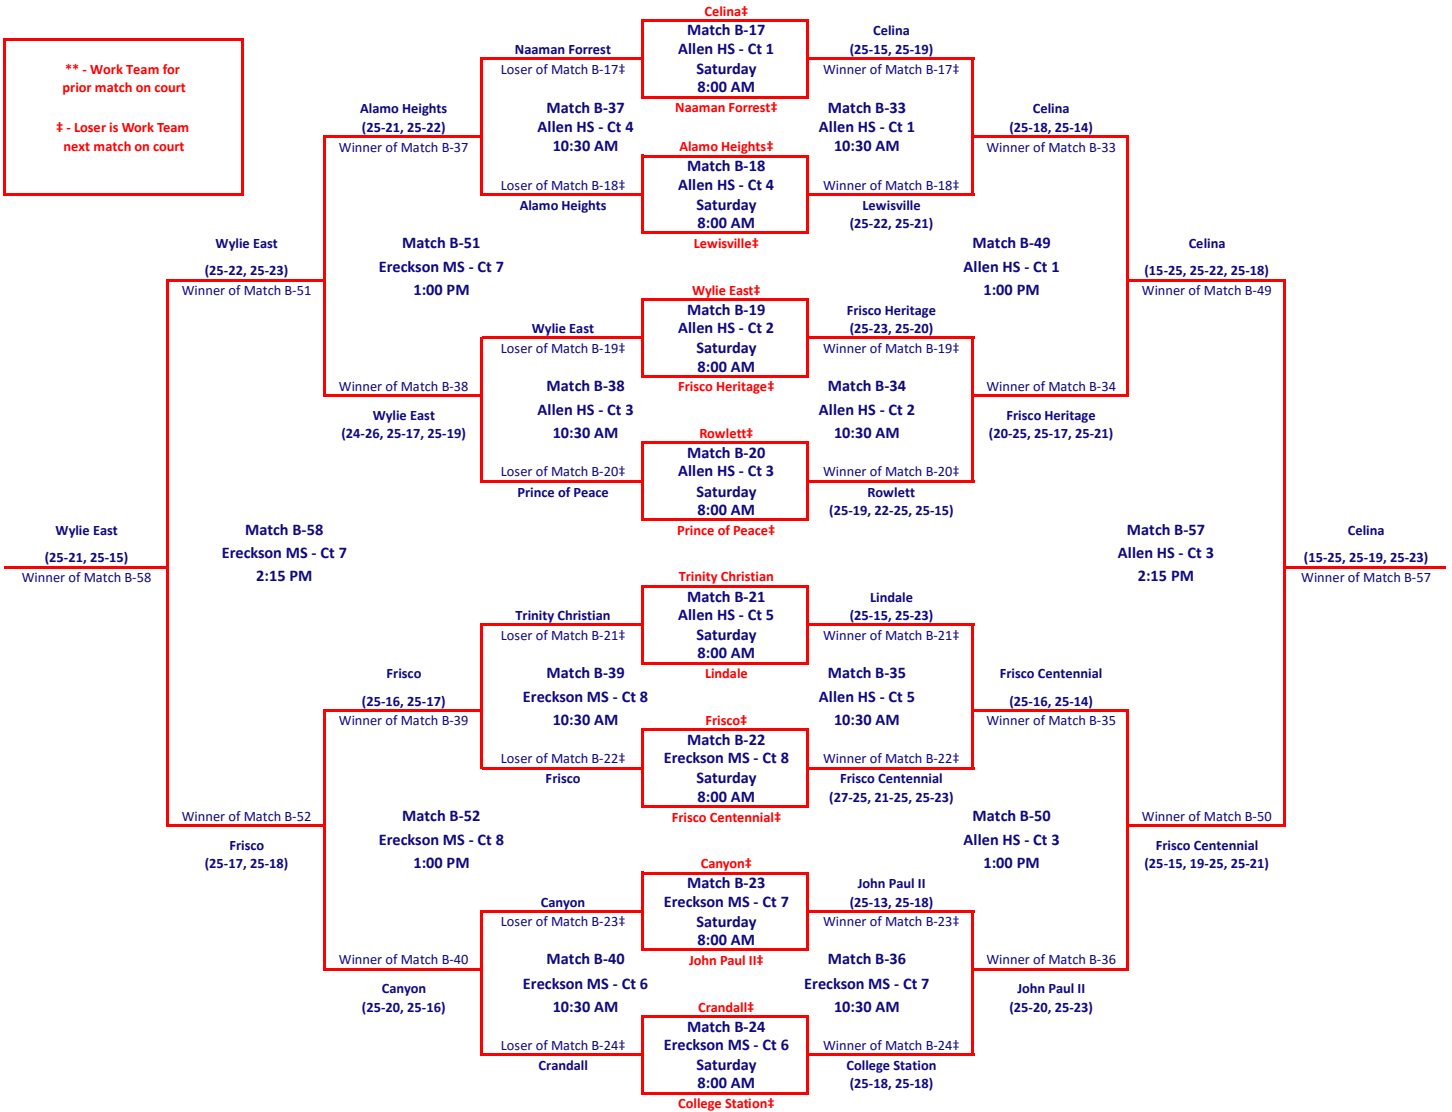 Celina‡
Match B-17
Allen HS - Ct 1
Saturday
8:00 AM
Naaman Forrest‡
** - Work Team for
prior match on court
‡ - Loser is Work Team
next match on court
Naaman Forrest
Loser of Match B-17‡
Celina
(25-15, 25-19)
Winner of Match B-17‡
Alamo Heights
(25-21, 25-22)
Winner of Match B-37
Match B-37
Allen HS - Ct 4
10:30 AM
Match B-33
Allen HS - Ct 1
10:30 AM
Celina
(25-18, 25-14)
Winner of Match B-33
Alamo Heights‡
Match B-18
Allen HS - Ct 4
Saturday
8:00 AM
Lewisville‡
Loser of Match B-18‡
Alamo Heights
Winner of Match B-18‡
Lewisville
(25-22, 25-21)
Wylie East
(25-22, 25-23)
Winner of Match B-51
Match B-51
Ereckson MS - Ct 7
1:00 PM
Match B-49
Allen HS - Ct 1
1:00 PM
Celina
(15-25, 25-22, 25-18)
Winner of Match B-49
Wylie East‡
Match B-19
Allen HS - Ct 2
Saturday
8:00 AM
Frisco Heritage‡
Wylie East
Loser of Match B-19‡
Frisco Heritage
(25-23, 25-20)
Winner of Match B-19‡
Winner of Match B-38
Wylie East
(24-26, 25-17, 25-19)
Match B-38
Allen HS - Ct 3
10:30 AM
Match B-34
Allen HS - Ct 2
10:30 AM
Winner of Match B-34
Frisco Heritage
(20-25, 25-17, 25-21)
Rowlett‡
Match B-20
Allen HS - Ct 3
Saturday
8:00 AM
Prince of Peace‡
Loser of Match B-20‡
Prince of Peace
Winner of Match B-20‡
Rowlett
(25-19, 22-25, 25-15)
Wylie East
(25-21, 25-15)
Winner of Match B-58
Match B-58
Ereckson MS - Ct 7
2:15 PM
Match B-57
Allen HS - Ct 3
2:15 PM
Celina
(15-25, 25-19, 25-23)
Winner of Match B-57
Trinity Christian
Match B-21
Allen HS - Ct 5
Saturday
8:00 AM
Lindale
Trinity Christian
Loser of Match B-21‡
Lindale
(25-15, 25-23)
Winner of Match B-21‡
Frisco
(25-16, 25-17)
Winner of Match B-39
Match B-39
Ereckson MS - Ct 8
10:30 AM
Match B-35
Allen HS - Ct 5
10:30 AM
Frisco Centennial
(25-16, 25-14)
Winner of Match B-35
Frisco‡
Match B-22
Ereckson MS - Ct 8
Saturday
8:00 AM
Frisco Centennial‡
Loser of Match B-22‡
Frisco
Winner of Match B-22‡
Frisco Centennial
(27-25, 21-25, 25-23)
Winner of Match B-52
Frisco
(25-17, 25-18)
Match B-52
Ereckson MS - Ct 8
1:00 PM
Match B-50
Allen HS - Ct 3
1:00 PM
Winner of Match B-50
Frisco Centennial
(25-15, 19-25, 25-21)
Canyon‡
Match B-23
Ereckson MS - Ct 7
Saturday
8:00 AM
John Paul II‡
Canyon
Loser of Match B-23‡
John Paul II
(25-13, 25-18)
Winner of Match B-23‡
Winner of Match B-40
Canyon
(25-20, 25-16)
Match B-40
Ereckson MS - Ct 6
10:30 AM
Match B-36
Ereckson MS - Ct 7
10:30 AM
Winner of Match B-36
John Paul II
(25-20, 25-23)
Crandall‡
Match B-24
Ereckson MS - Ct 6
Saturday
8:00 AM
College Station‡
Loser of Match B-24‡
Crandall
Winner of Match B-24‡
College Station
(25-18, 25-18)